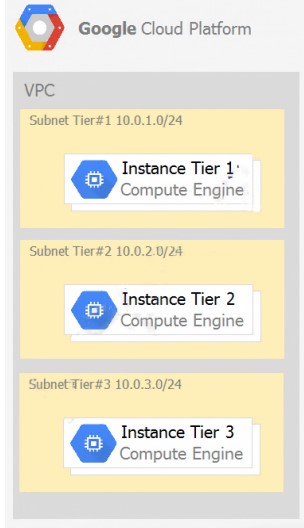 Google Cloud Platform
VPC
Subnet Tier#1 10.0.1.0/24
Instance Tier 1
Compute Engine
Subnet Tier#2 10.0.2.0/24
Instance Tier 2
Compute Engine
Subnet Tier#3 10.0.3.0/24
Instance Tier 3
Compute Engine